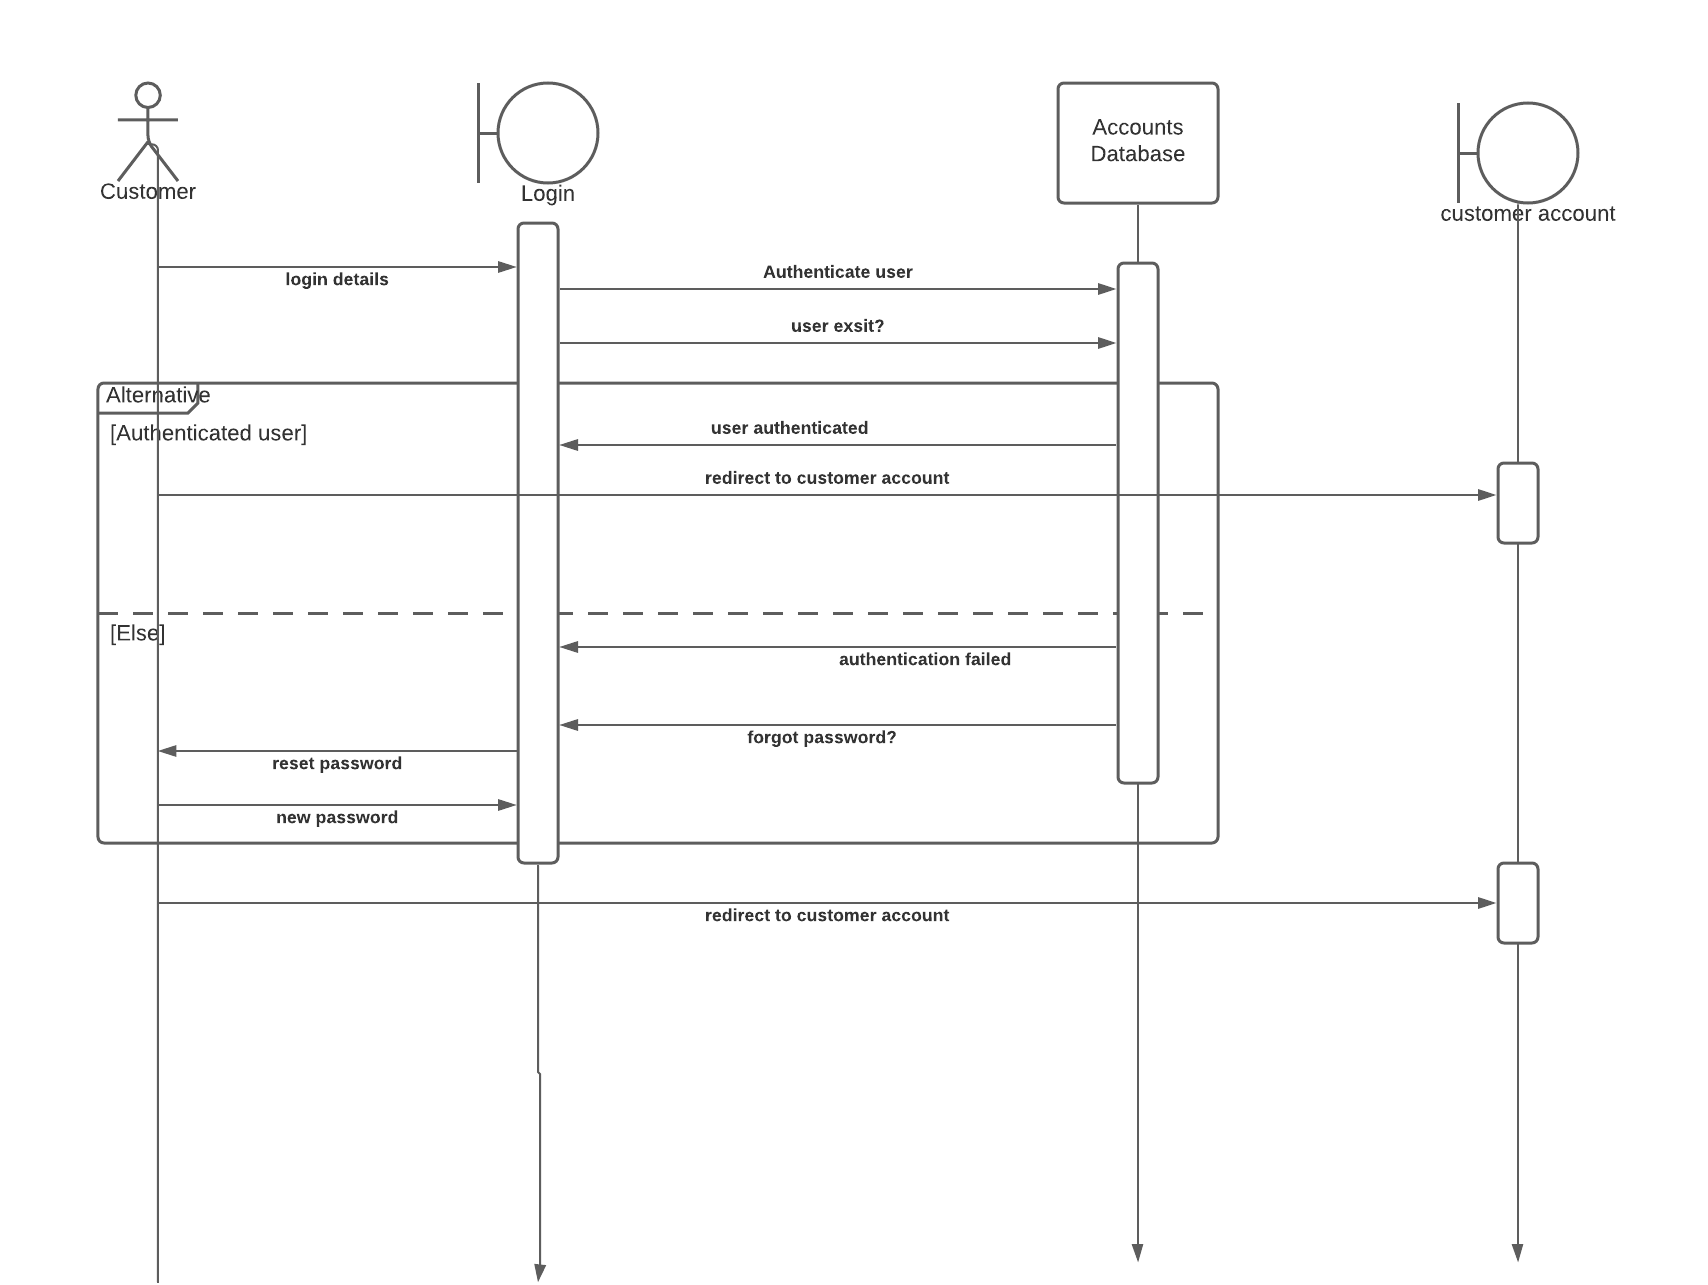 Customer
Login
Accounts
Database
customer account
login details
Authenticate user
user exsit?
Alternative
[Authenticated user]
user authenticated
redirect to customer account
[Else]
authentication failed
forgot password?
reset password
new password
redirect to customer account